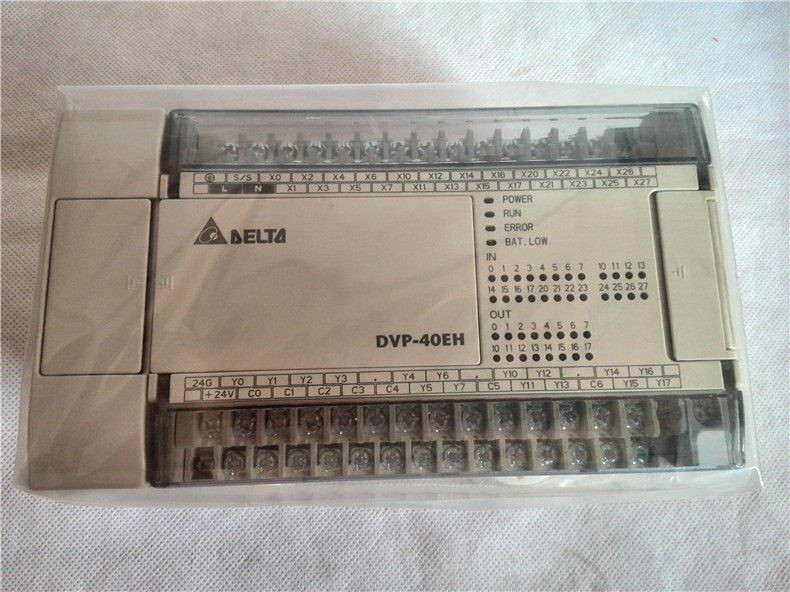 S/S X0 X2 X4 X6 X10 X12 X14 X16 X20 X22 X24 X26
L N X1 X3 X5 X7 X11 X13 X15 X17 X21 X23 X25 X27
POWER
RUN
ERROR
BAT.LOW
DELTA
IN
0 1 2 3 4 5 6 7 10 11 12 13
14 15 16 17 20 21 22 23 24 25 26 27
OUT
0 1 2 3 4 5 6 7
10 11 12 13 14 15 16 17
DVP-40EH
24G Y0 Y1 Y2 Y3 . Y4 Y6 . Y10 Y12 . Y14 Y16
+24V C0 C1 C2 C3 C4 Y5 Y7 C5 Y11 Y13 C6 Y15 Y17